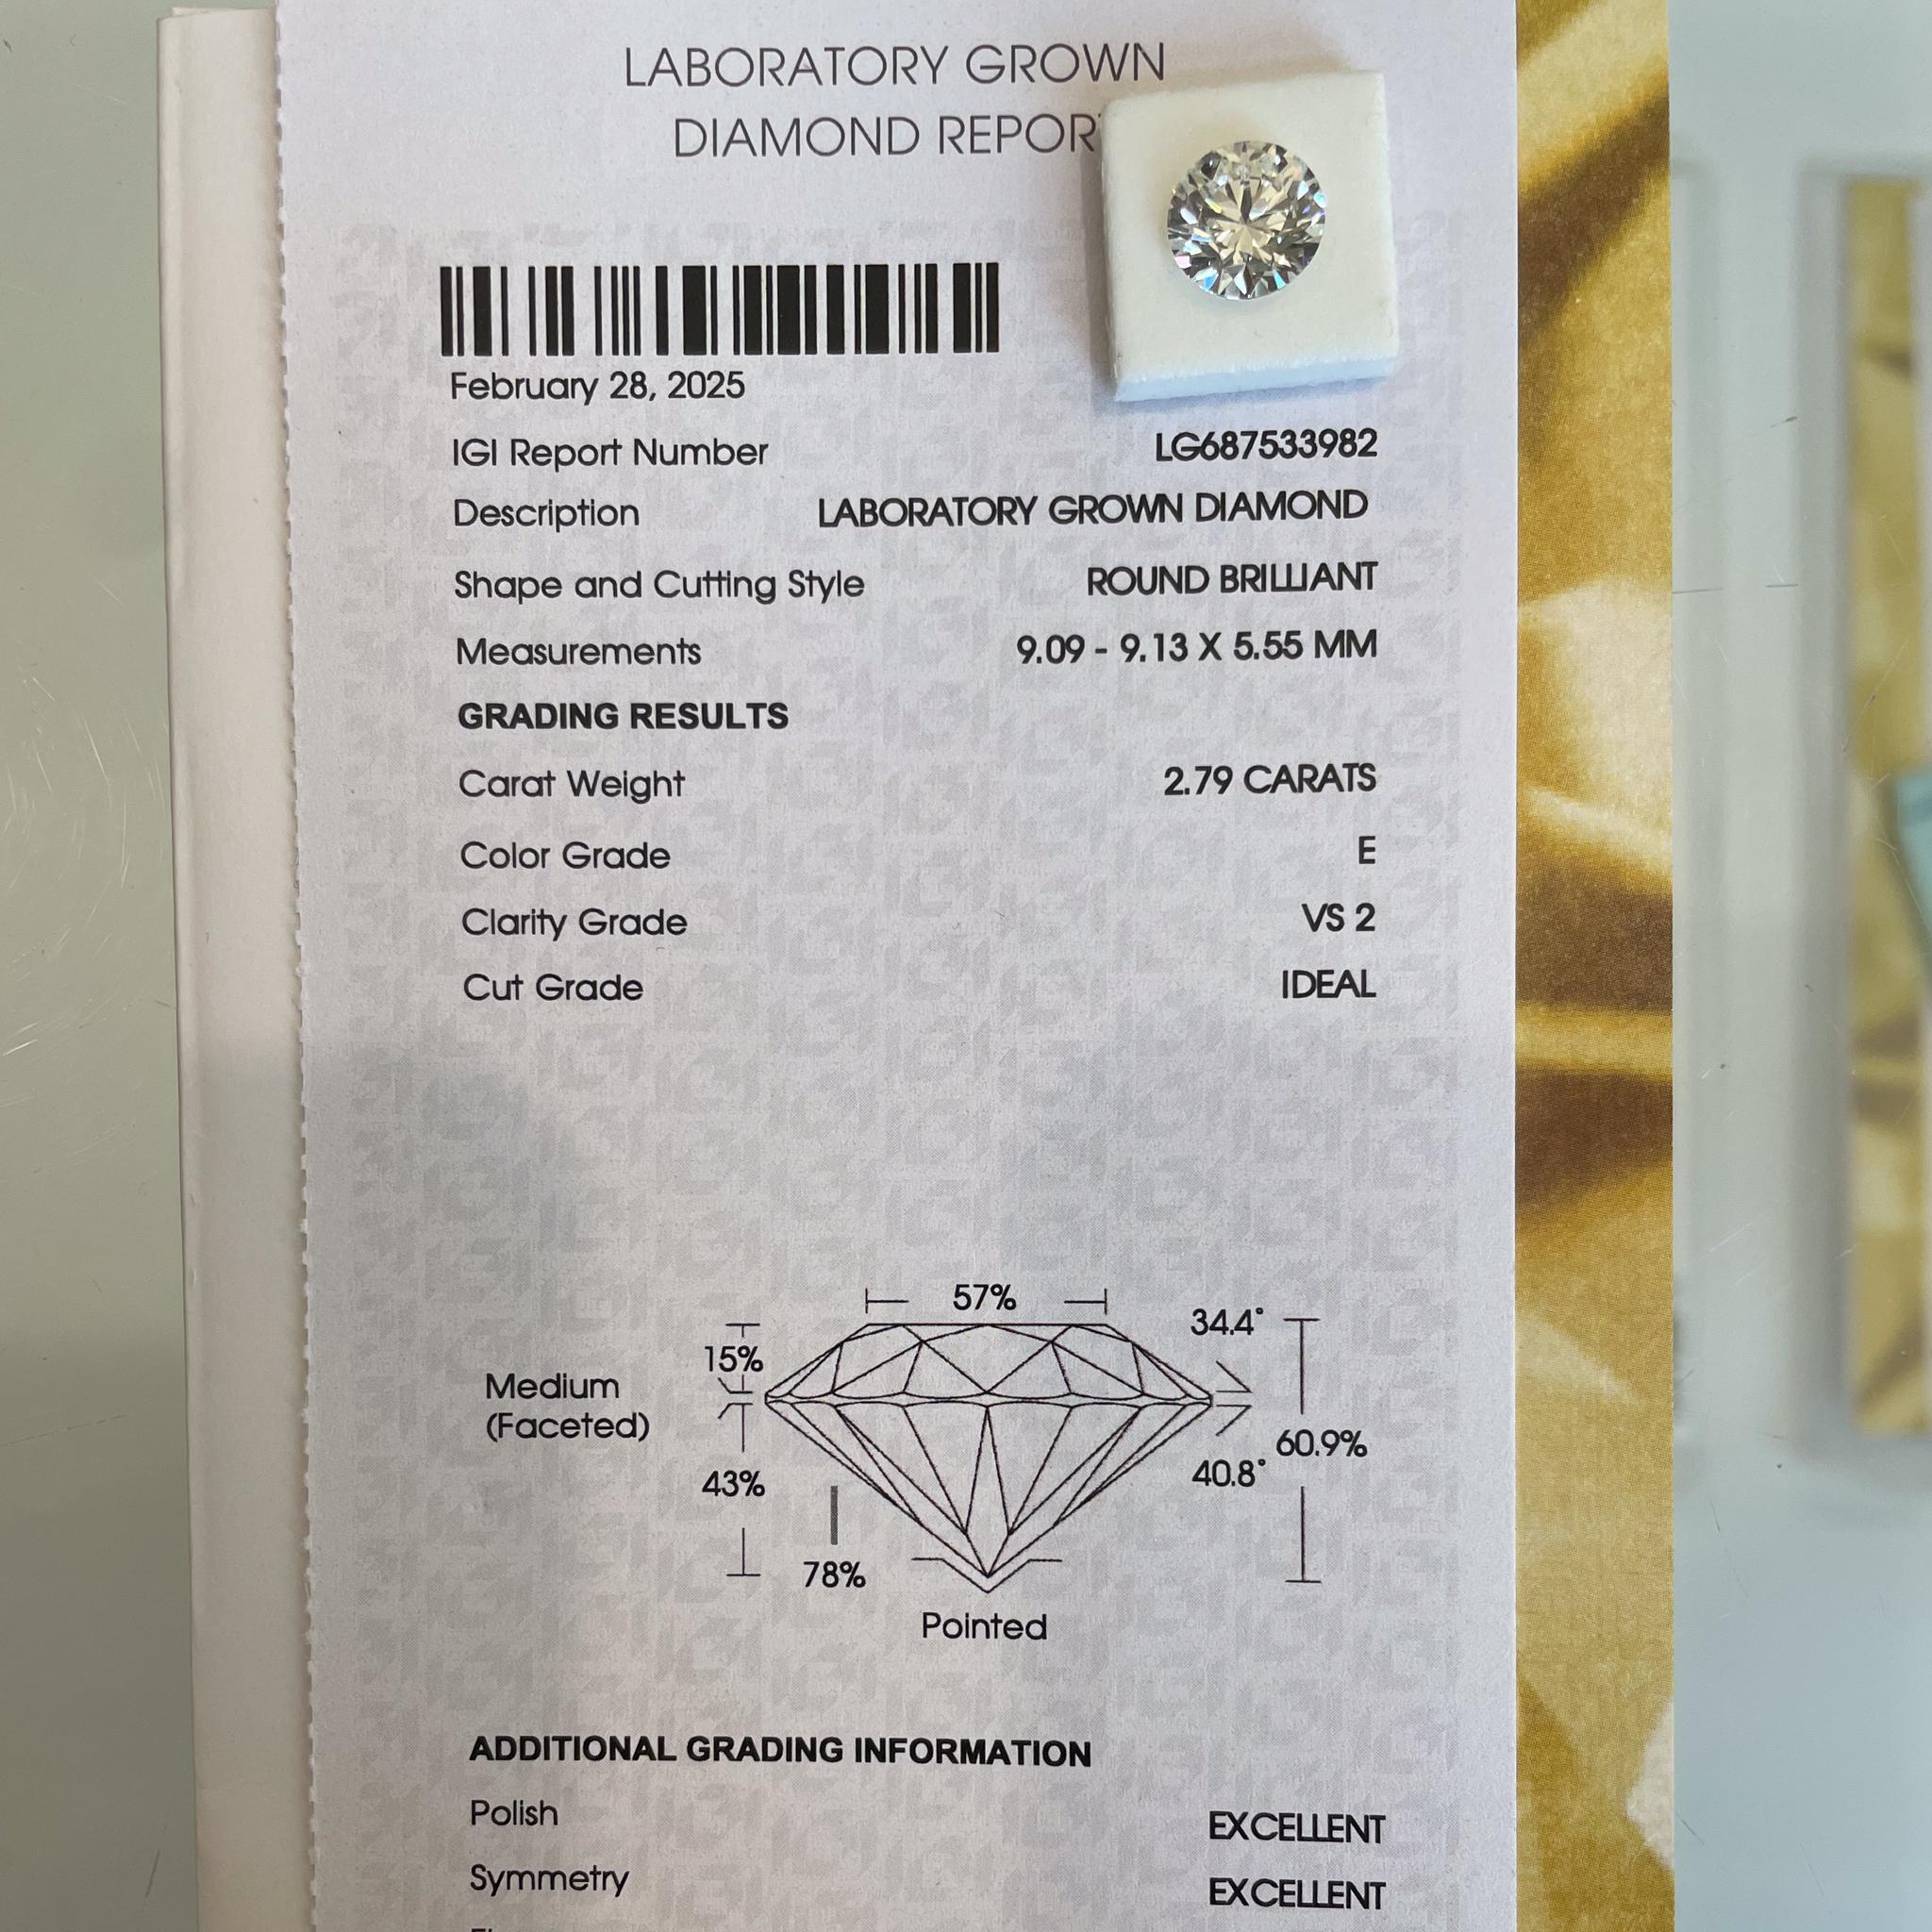 LABORATORY GROWN
DIAMOND REPOR
February 28, 2025
IGI Report Number LG687533982
Description LABORATORY GROWN DIAMOND
Shape and Cutting Style ROUND BRILLIANT
Measurements 9.09 - 9.13 X 5.55 MM
GRADING RESULTS
Carat Weight 2.79 CARATS
Color Grade E
Clarity Grade VS 2
Cut Grade IDEAL
57%
34.4°
15%
Medium
(Faceted)
60.9%
43%
40.8°
78%
Pointed
ADDITIONAL GRADING INFORMATION
Polish EXCELLENT
Symmetry EXCELLENT